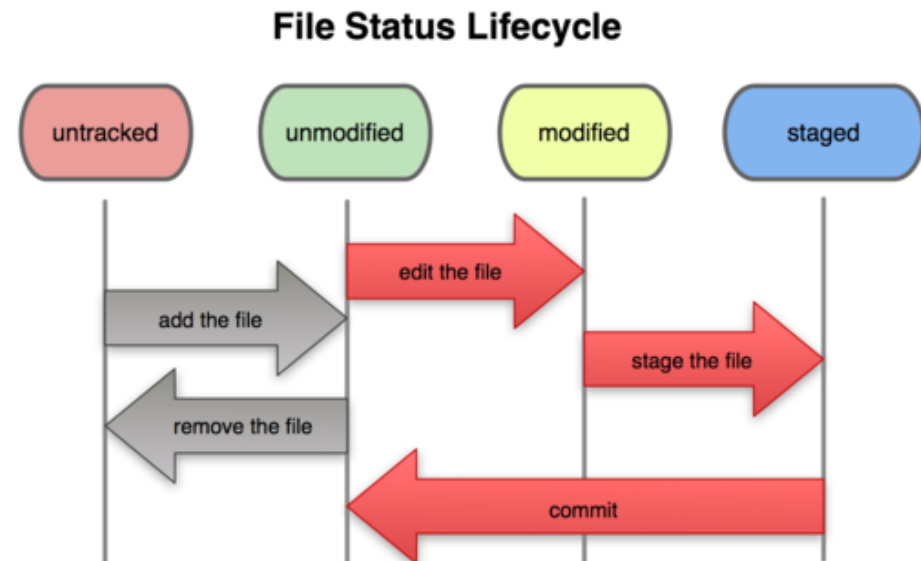 File Status Lifecycle
untracked
unmodified
modified
staged
edit the file
add the file
stage the file
remove the file
commit